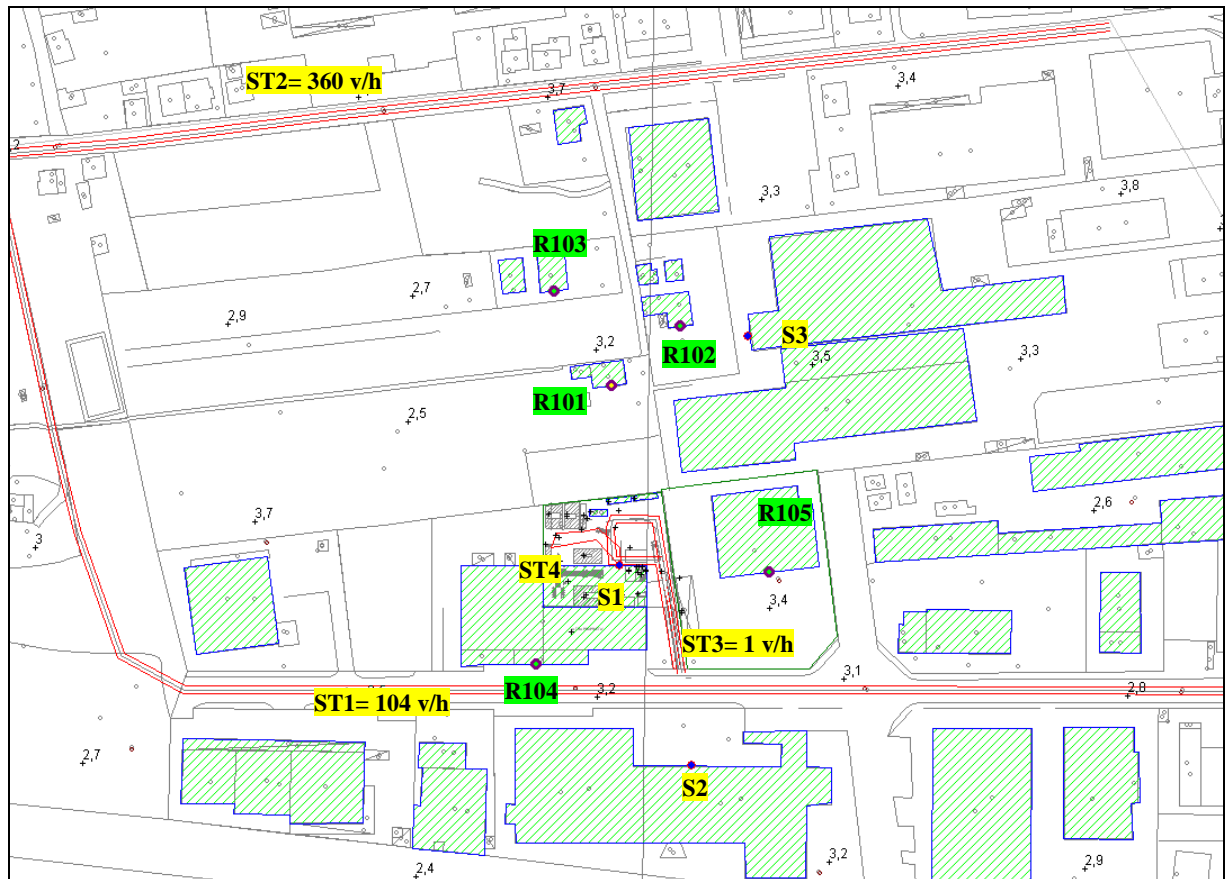 ST2= 360 v/h
3,7
3,4
2
3,3
3,8
R103
2,7
2,9
R102
S3
3,2
3,5
3,3
R101
2,5
R105
2,6
3,7
3
ST4
S1
3,4
ST3= 1 v/h
3,1
R104
3,2
2,8
ST1= 104 v/h
2,7
S2
3,2
2,9
2,4